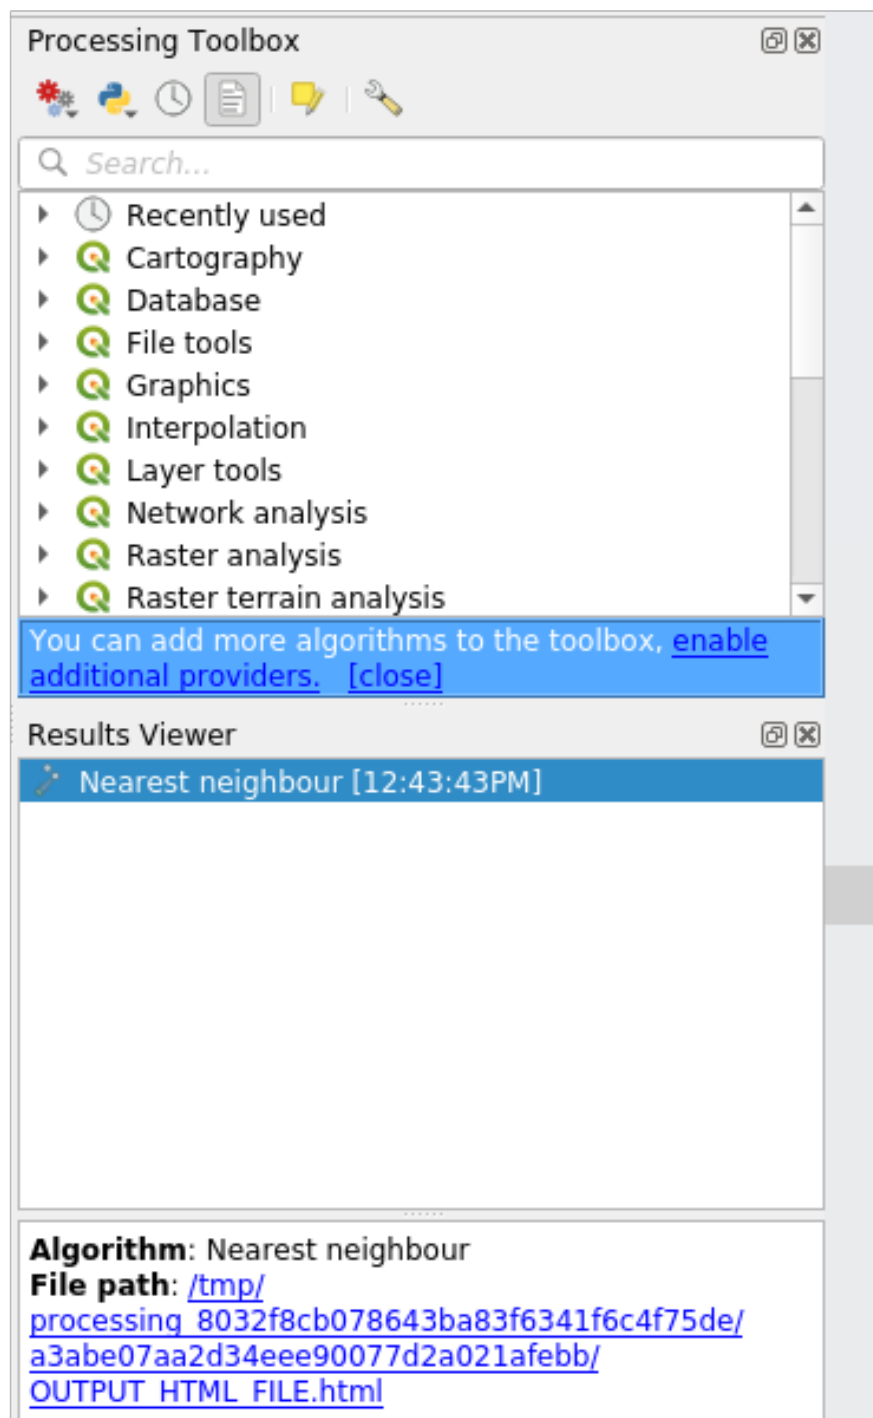 Processing Toolbox
Search...
Recently used
Cartography
Database
File tools
Graphics
Interpolation
Layer tools
Network analysis
Raster analysis
Raster terrain analysis
You can add more algorithms to the toolbox, enable
additional providers. [close]
Results Viewer
Nearest neighbour [12:43:43PM]
Algorithm: Nearest neighbour
File path: /tmp/
processing_8032f8cb078643ba83f6341f6c4f75de/
a3abe07aa2d34eee90077d2a021afebb/
OUTPUT_HTML_FILE.html